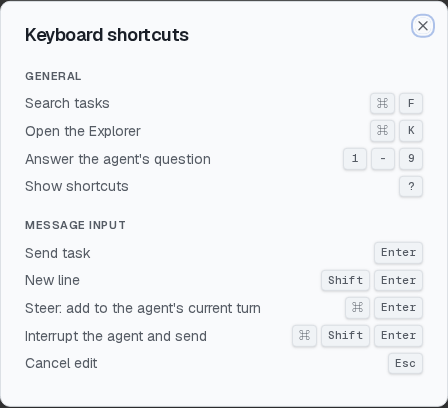 Keyboard shortcuts
GENERAL
Search tasks ⌘ F
Open the Explorer ⌘ K
Answer the agent's question 1 - 9
Show shortcuts ?
MESSAGE INPUT
Send task Enter
New line Shift Enter
Steer: add to the agent's current turn ⌘ Enter
Interrupt the agent and send ⌘ Shift Enter
Cancel edit Esc